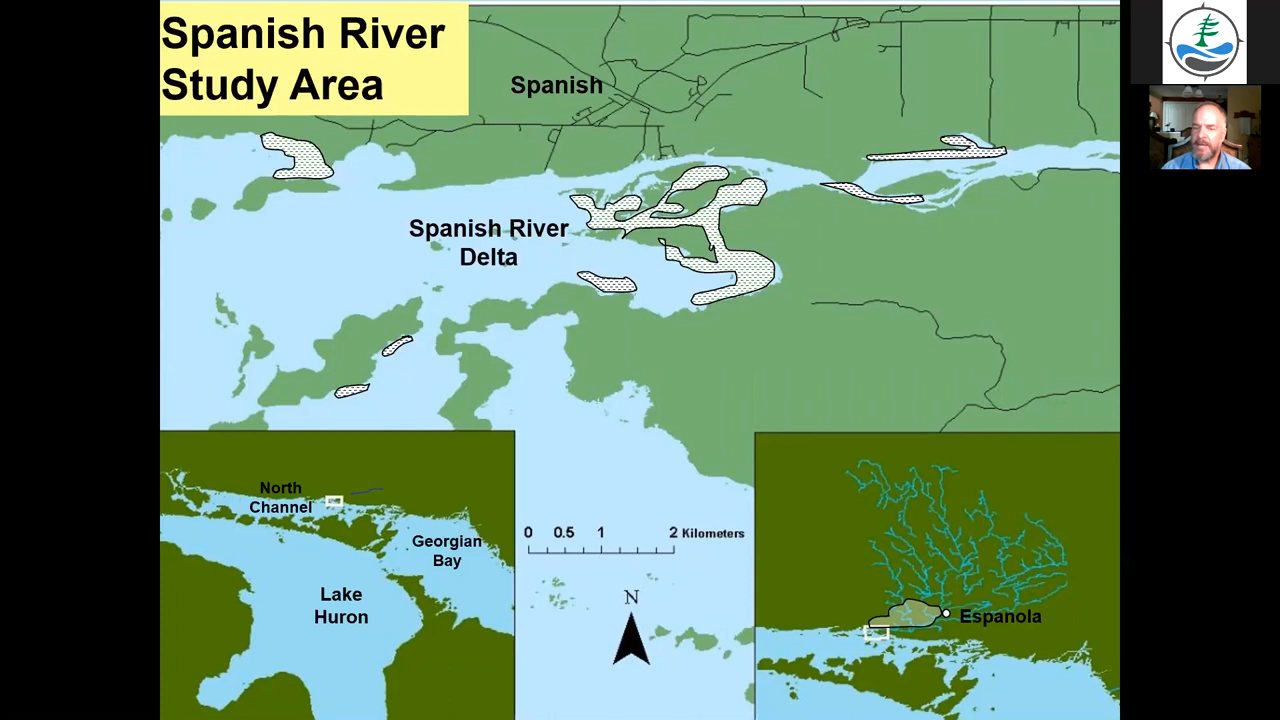 Spanish River
Study Area
Spanish
Spanish River
Delta
North
Channel
Georgian
Bay
Lake
Huron
0 0.5 1 2 Kilometers
N
Espanola